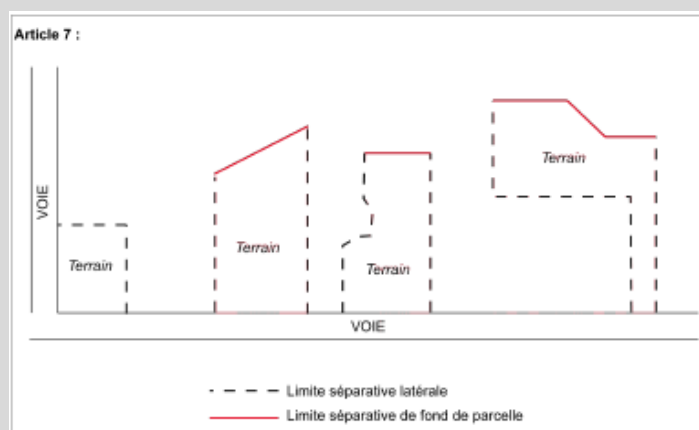 Article 7 :
VOIE
Terrain
Terrain
Terrain
Terrain
VOIE
Limite séparative latérale
Limite séparative de fond de parcelle